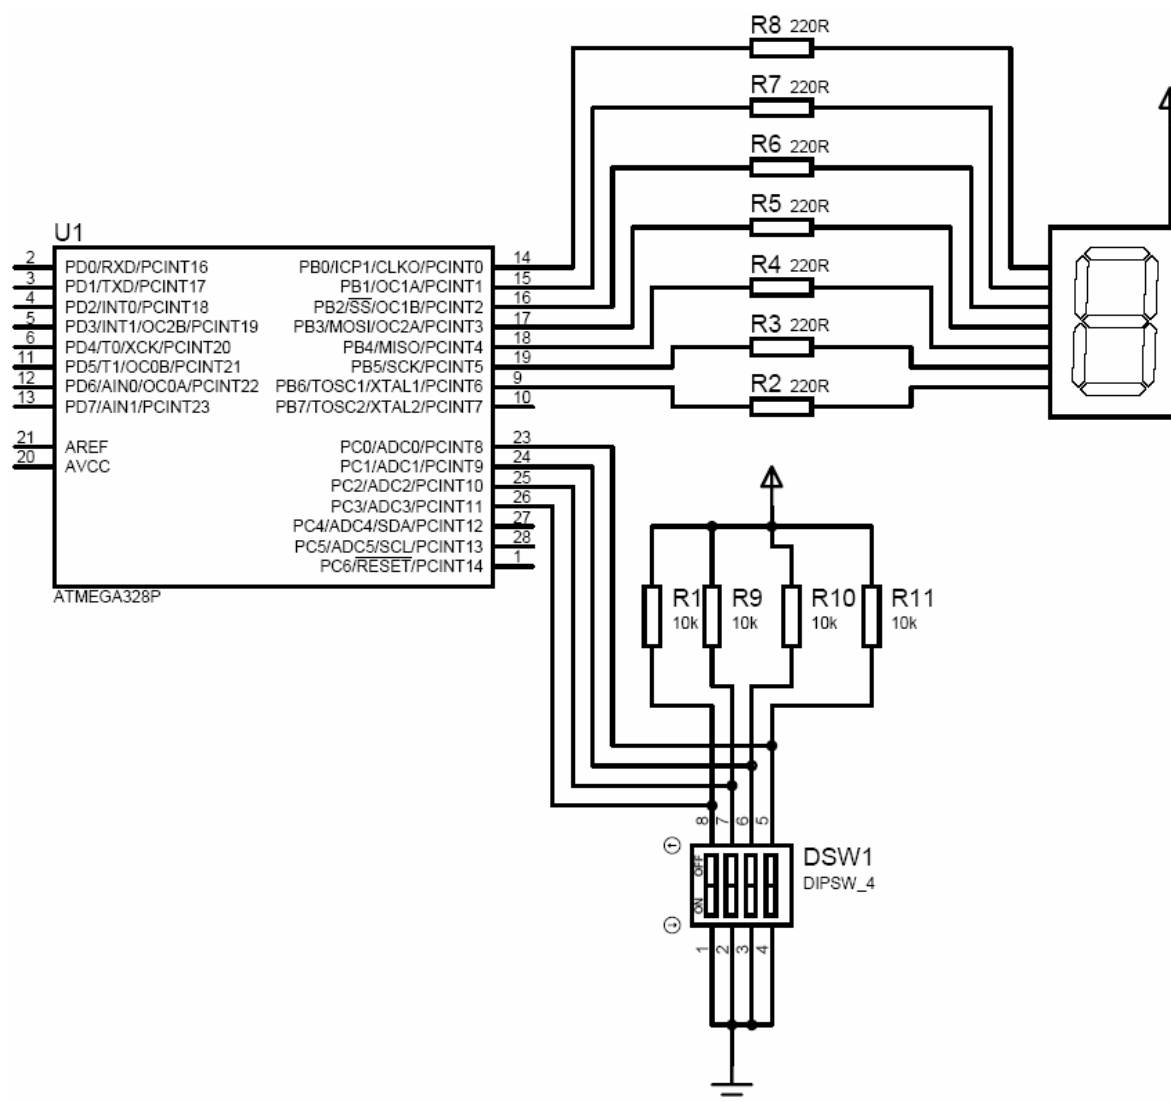 R8 220R
R7 220R
R6 220R
R5 220R
R4 220R
R3 220R
R2 220R
U1
2 PD0/RXD/PCINT16 PB0/ICP1/CLKO/PCINT0 14
3 PD1/TXD/PCINT17 PB1/OC1A/PCINT1 15
4 PD2/INT0/PCINT18 PB2/SS/OC1B/PCINT2 16
5 PD3/INT1/OC2B/PCINT19 PB3/MOSI/OC2A/PCINT3 17
6 PD4/T0/XCK/PCINT20 PB4/MISO/PCINT4 18
11 PD5/T1/OC0B/PCINT21 PB5/SCK/PCINT5 19
12 PD6/AIN0/OC0A/PCINT22 PB6/TOSC1/XTAL1/PCINT6 9
13 PD7/AIN1/PCINT23 PB7/TOSC2/XTAL2/PCINT7 10
21 AREF PC0/ADC0/PCINT8 23
20 AVCC PC1/ADC1/PCINT9 24
PC2/ADC2/PCINT10 25
PC3/ADC3/PCINT11 26
PC4/ADC4/SDA/PCINT12 27
PC5/ADC5/SCL/PCINT13 28
PC6/RESET/PCINT14 1
ATMEGA328P
R1 R9 R10 R11
10k 10k 10k 10k
8 7 6 5
OFF
ON
DSW1
DIPSW_4
1 2 3 4